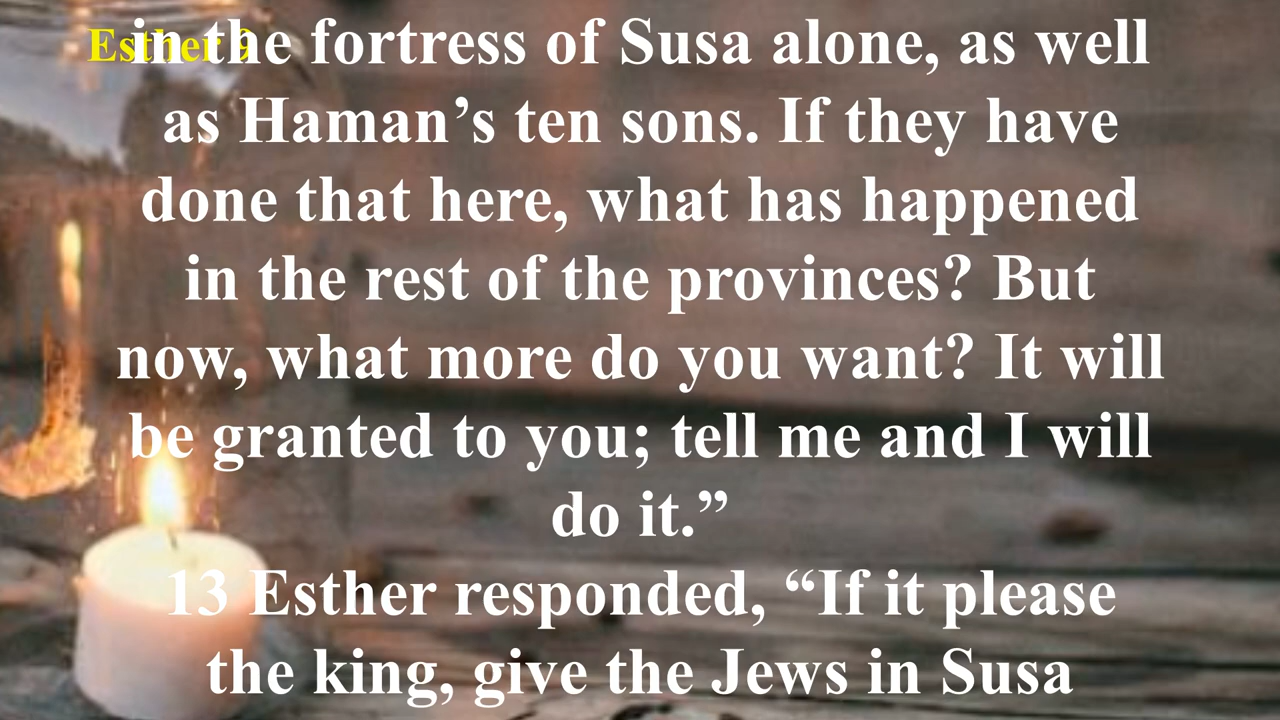 Esther 9
in the fortress of Susa alone, as well
as Haman’s ten sons. If they have
done that here, what has happened
in the rest of the provinces? But
now, what more do you want? It will
be granted to you; tell me and I will
do it.”
13 Esther responded, “If it please
the king, give the Jews in Susa